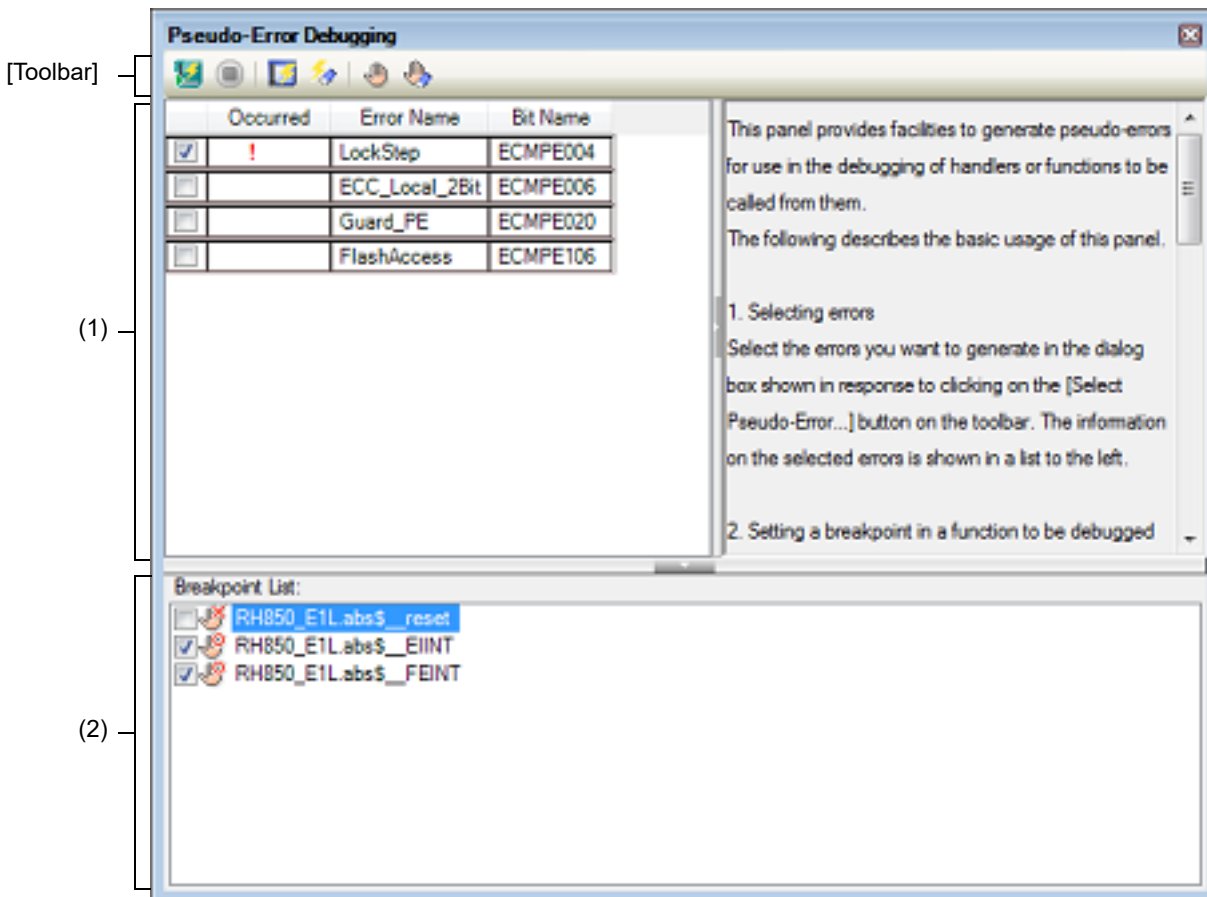 Pseudo-Error Debugging
[Toolbar]
(1)
Occurred Error Name Bit Name
! LockStep ECMPE004
ECC_Local_2Bit ECMPE006
Guard_PE ECMPE020
FlashAccess ECMPE106
This panel provides facilities to generate pseudo-errors
for use in the debugging of handlers or functions to be
called from them.
The following describes the basic usage of this panel.
1. Selecting errors
Select the errors you want to generate in the dialog
box shown in response to clicking on the [Select
Pseudo-Error...] button on the toolbar. The information
on the selected errors is shown in a list to the left.
2. Setting a breakpoint in a function to be debugged
(2)
Breakpoint List:
RH850_E1L.abs$__reset
RH850_E1L.abs$__EIINT
RH850_E1L.abs$__FEINT